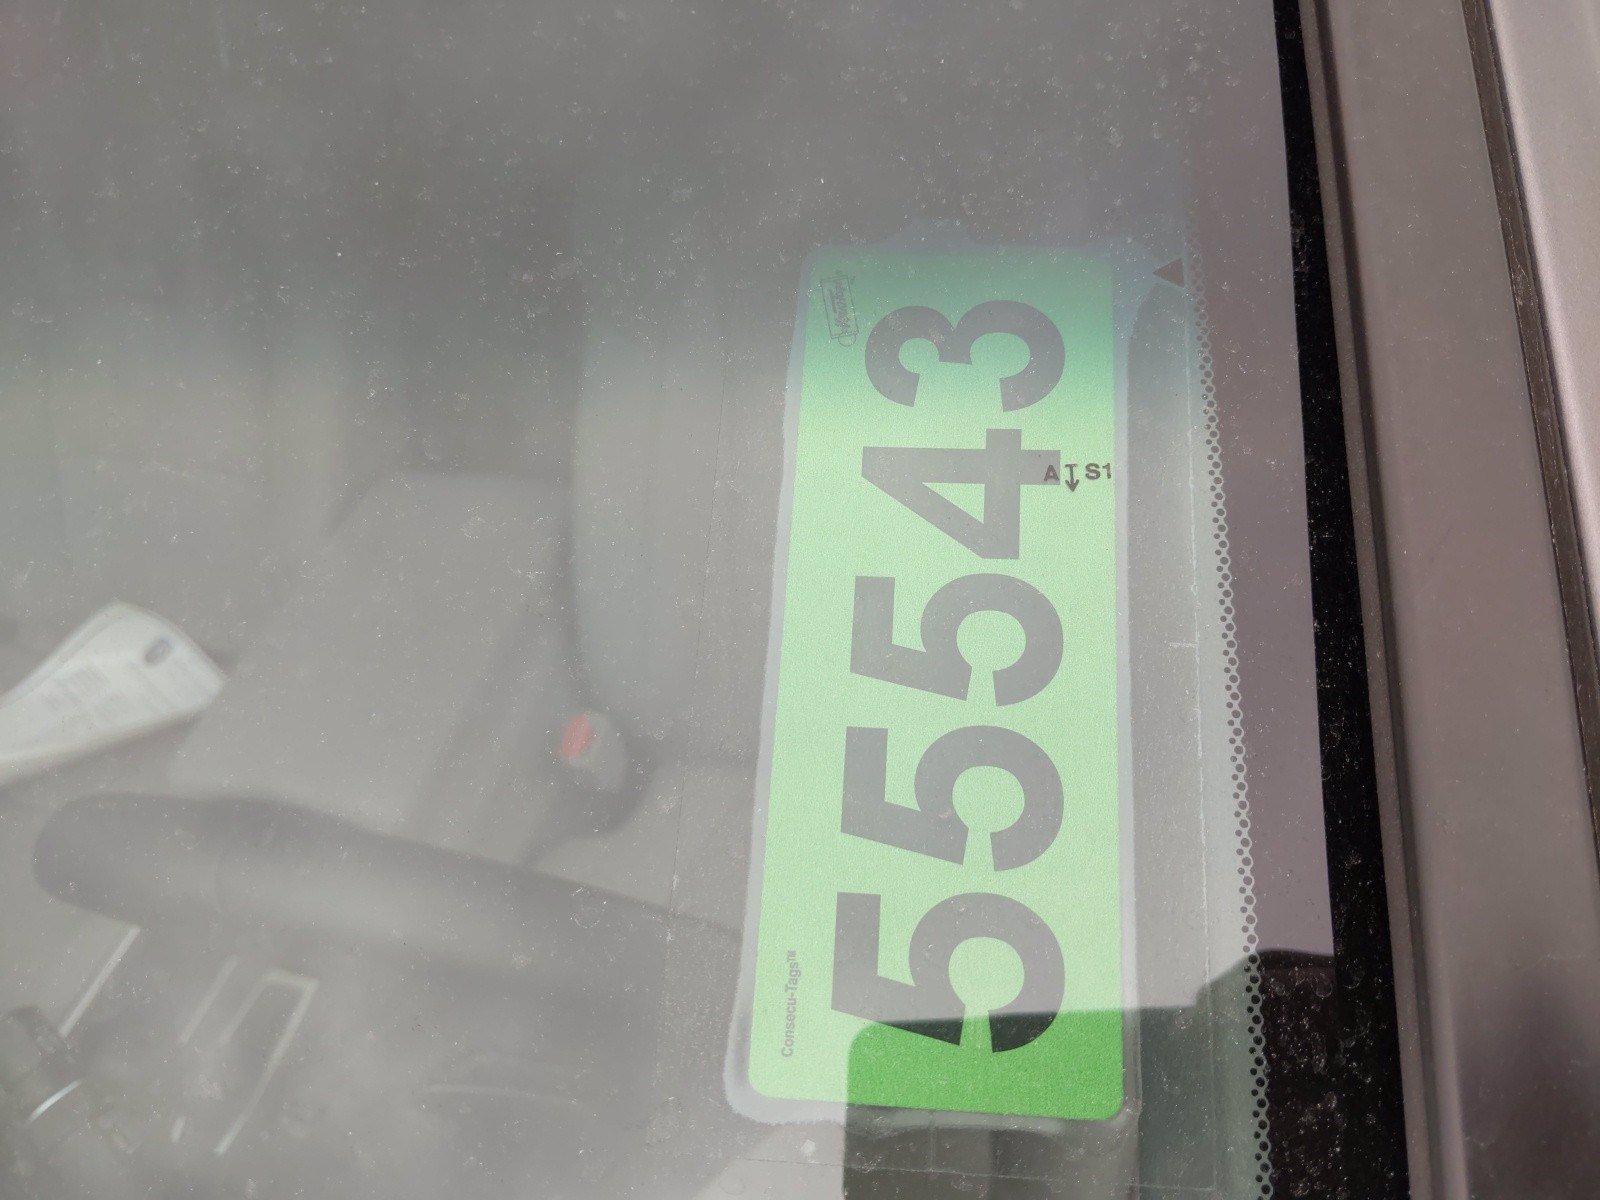 55543
A S1
Consecu-Tags™